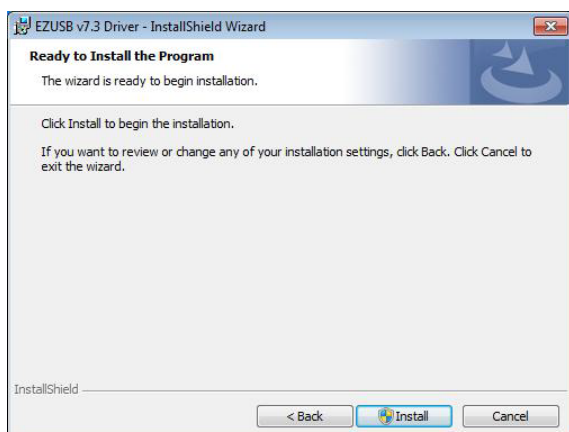 EZUSB v7.3 Driver - InstallShield Wizard
Ready to Install the Program
The wizard is ready to begin installation.
Click Install to begin the installation.
If you want to review or change any of your installation settings, click Back. Click Cancel to
exit the wizard.
InstallShield
< Back
Install
Cancel